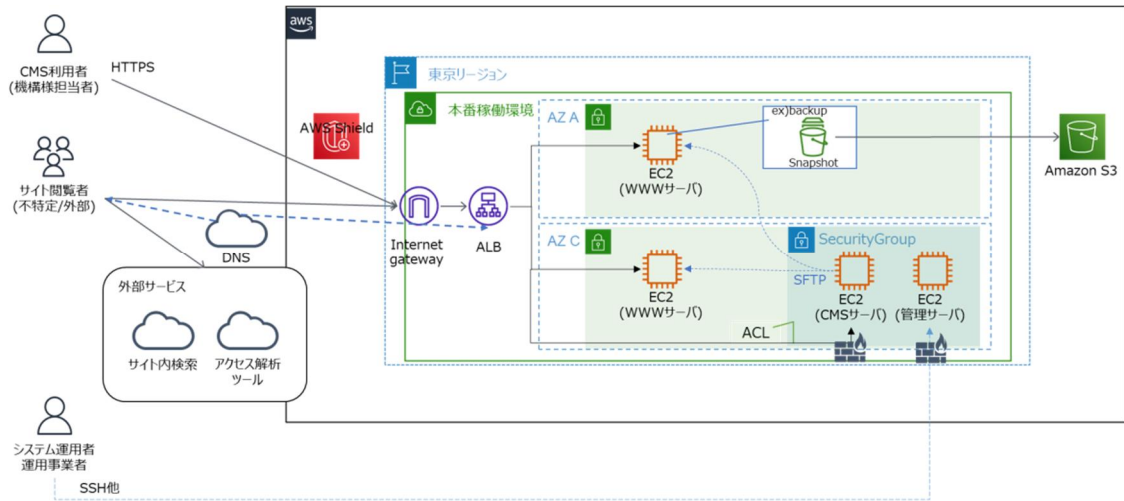 aws
CMS利用者
(機構様担当者)
HTTPS
東京リージョン
本番稼働環境
AWS Shield
AZ A
ex)backup
Snapshot
EC2
(WWWサーバ)
Amazon S3
サイト閲覧者
(不特定/外部)
DNS
Internet
gateway
ALB
AZ C
SecurityGroup
EC2
(WWWサーバ)
SFTP
EC2
(CMSサーバ)
EC2
(管理サーバ)
ACL
外部サービス
サイト内検索
アクセス解析
ツール
システム運用者
運用事業者
SSH他